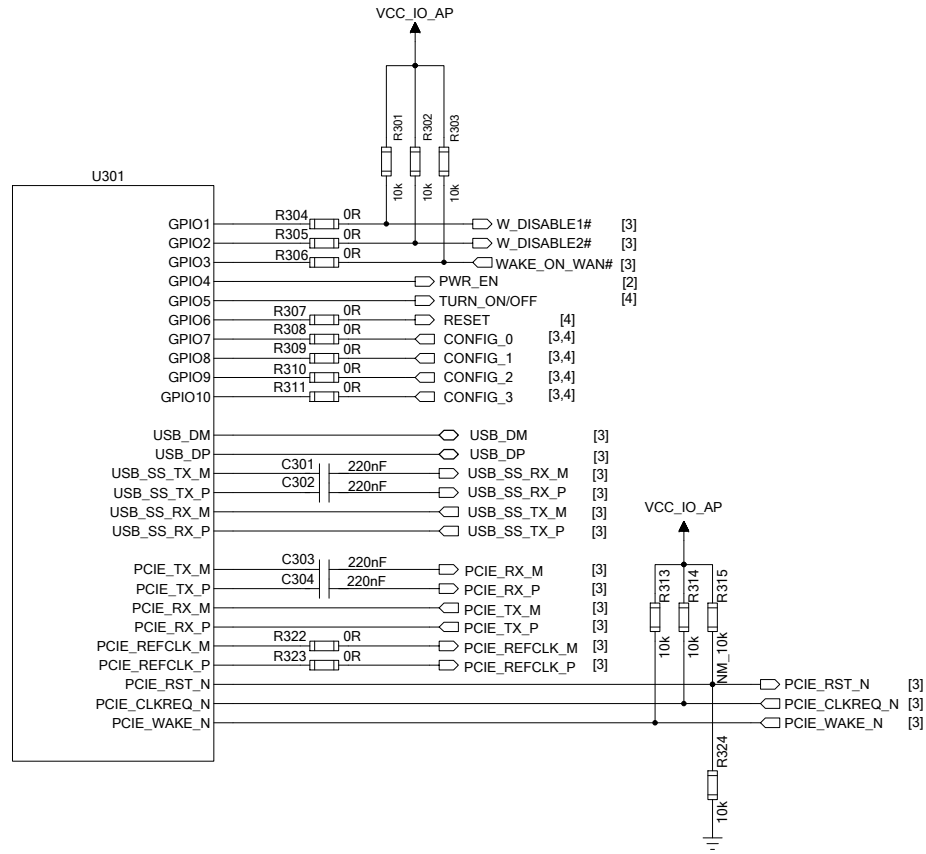 VCC_IO_AP
R301 R302 R303
10k 10k 10k
U301
GPIO1 R304 0R W_DISABLE1# [3]
GPIO2 R305 0R W_DISABLE2# [3]
GPIO3 R306 0R WAKE_ON_WAN# [3]
GPIO4 PWR_EN [2]
GPIO5 TURN_ON/OFF [4]
GPIO6 R307 0R RESET [4]
GPIO7 R308 0R CONFIG_0 [3,4]
GPIO8 R309 0R CONFIG_1 [3,4]
GPIO9 R310 0R CONFIG_2 [3,4]
GPIO10 R311 0R CONFIG_3 [3,4]
USB_DM USB_DM [3]
USB_DP USB_DP [3]
USB_SS_TX_M C301 220nF USB_SS_RX_M [3]
USB_SS_TX_P C302 220nF USB_SS_RX_P [3]
USB_SS_RX_M USB_SS_TX_M [3]
USB_SS_RX_P USB_SS_TX_P [3]
VCC_IO_AP
PCIE_TX_M C303 220nF PCIE_RX_M [3]
PCIE_TX_P C304 220nF PCIE_RX_P [3]
PCIE_RX_M PCIE_TX_M [3]
PCIE_RX_P PCIE_TX_P [3]
PCIE_REFCLK_M R322 0R PCIE_REFCLK_M [3]
PCIE_REFCLK_P R323 0R PCIE_REFCLK_P [3]
R313 R314 R315
10k 10k NM_10k
PCIE_RST_N PCIE_RST_N [3]
PCIE_CLKREQ_N PCIE_CLKREQ_N [3]
PCIE_WAKE_N PCIE_WAKE_N [3]
R324
10k